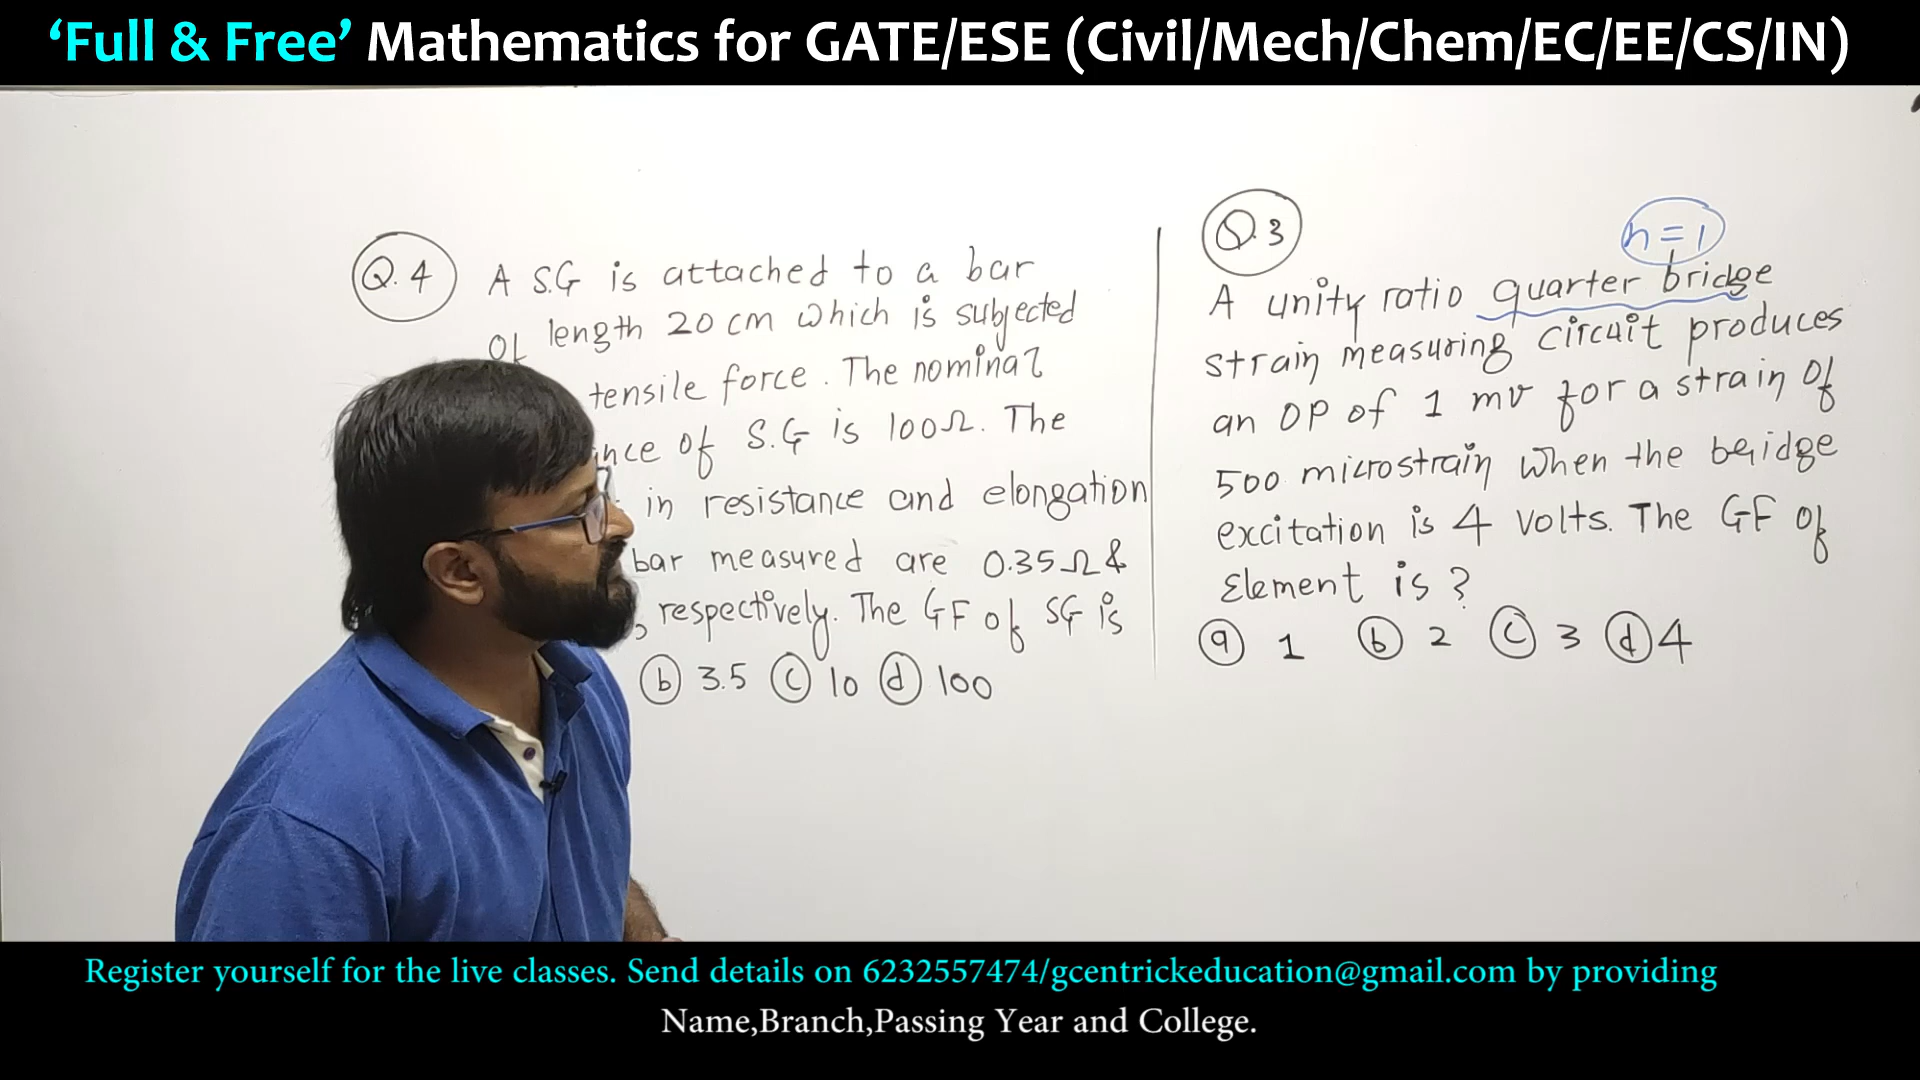 ‘Full & Free’ Mathematics for GATE/ESE (Civil/Mech/Chem/EC/EE/CS/IN)
Q.4
A S.G is attached to a bar
Of length 20 cm which is subjected
tensile force. The nominal
of S.G is 100Ω. The
in resistance and elongation
bar measured are 0.35Ω &
respectively. The GF of SG is
(b) 3.5 (c) 10 (d) 100
Q.3
n=1
A unity ratio quarter bridge
strain measuring circuit produces
an OP of 1 mv for a strain of
500 microstrain when the beridge
excitation is 4 volts. The GF of
Element is ?
(a) 1 (b) 2 (c) 3 (d) 4
Register yourself for the live classes. Send details on 6232557474/gcentrickeducation@gmail.com by providing
Name,Branch,Passing Year and College.